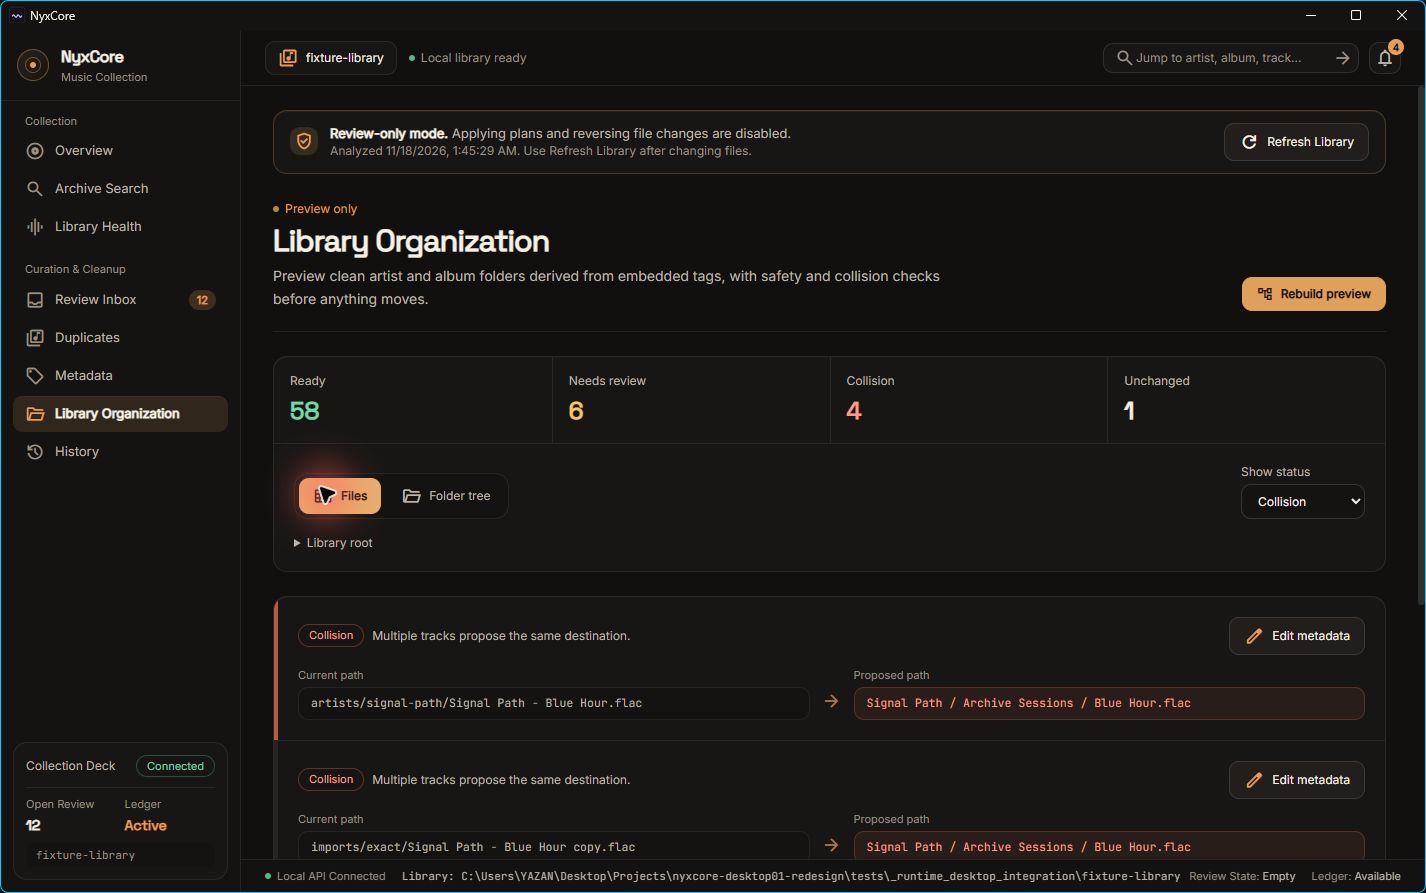 NyxCore
NyxCore
Music Collection
Collection
Overview
Archive Search
Library Health
Curation & Cleanup
Review Inbox 12
Duplicates
Metadata
Library Organization
History
Collection Deck Connected
Open Review Ledger
12 Active
fixture-library
fixture-library Local library ready
Jump to artist, album, track...
4
Review-only mode. Applying plans and reversing file changes are disabled.
Analyzed 11/18/2026, 1:45:29 AM. Use Refresh Library after changing files.
Refresh Library
Preview only
Library Organization
Preview clean artist and album folders derived from embedded tags, with safety and collision checks
before anything moves.
Rebuild preview
Ready Needs review Collision Unchanged
58 6 4 1
Files Folder tree
Show status
Collision
Library root
Collision Multiple tracks propose the same destination.
Edit metadata
Current path Proposed path
artists/signal-path/Signal Path - Blue Hour.flac Signal Path / Archive Sessions / Blue Hour.flac
Collision Multiple tracks propose the same destination.
Edit metadata
Current path Proposed path
imports/exact/Signal Path - Blue Hour copy.flac Signal Path / Archive Sessions / Blue Hour.flac
Local API Connected Library: C:\Users\YAZAN\Desktop\Projects\nyxcore-desktop01-redesign\tests\_runtime_desktop_integration\fixture-library Review State: Empty Ledger: Available